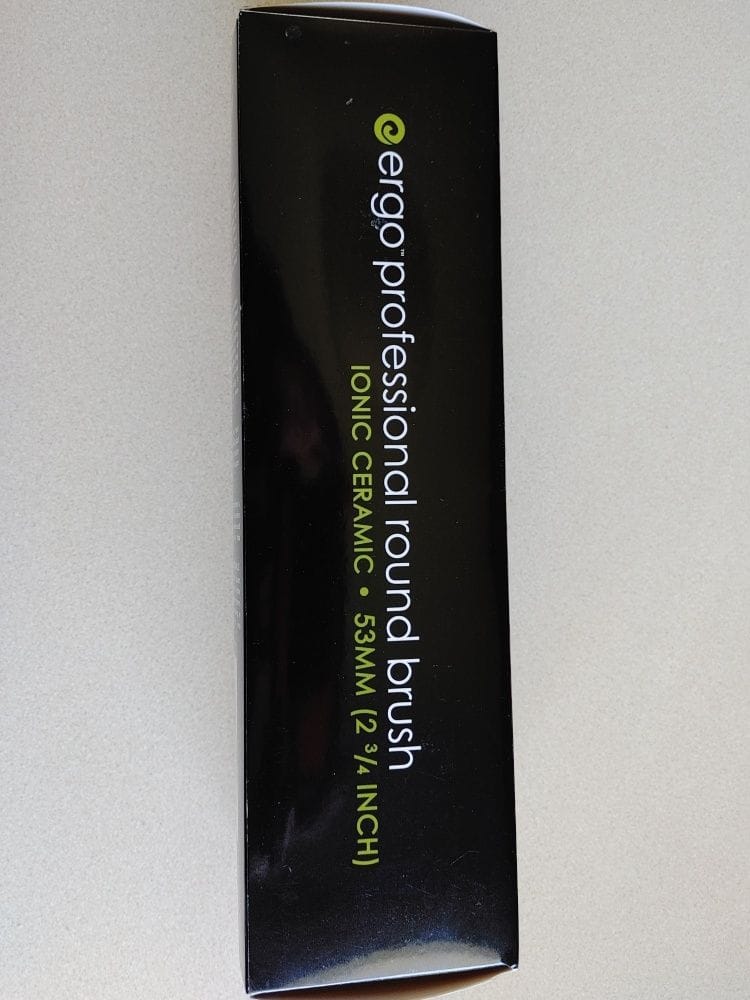 ergo™ professional round brush
IONIC CERAMIC • 53MM (2 ³/₄ INCH)